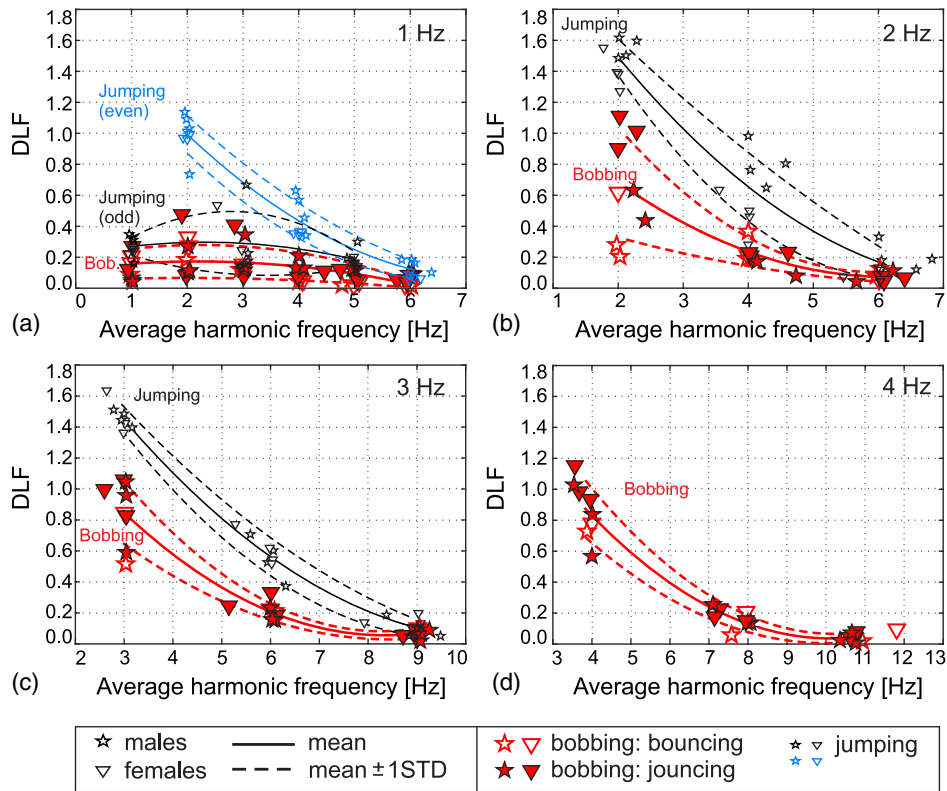 1.8
1.6
1.4
1.2
1.0
0.8
0.6
0.4
0.2
0.0
DLF
1 Hz
Jumping
(even)
Jumping
(odd)
Bob.
0 1 2 3 4 5 6 7
(a) Average harmonic frequency [Hz]
1.8
1.6
1.4
1.2
1.0
0.8
0.6
0.4
0.2
0.0
DLF
2 Hz
Jumping
Bobbing
1 2 3 4 5 6 7
(b) Average harmonic frequency [Hz]
1.8
1.6
1.4
1.2
1.0
0.8
0.6
0.4
0.2
0.0
DLF
3 Hz
Jumping
Bobbing
2 3 4 5 6 7 8 9 10
(c) Average harmonic frequency [Hz]
1.8
1.6
1.4
1.2
1.0
0.8
0.6
0.4
0.2
0.0
DLF
4 Hz
Bobbing
3 4 5 6 7 8 9 10 11 12 13
(d) Average harmonic frequency [Hz]
males mean bobbing: bouncing jumping
females mean ± 1STD bobbing: jouncing